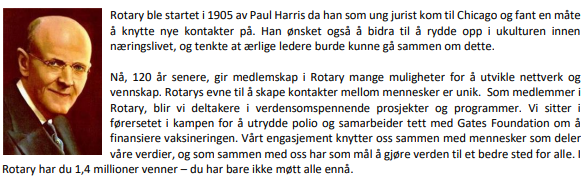 Rotary ble startet i 1905 av Paul Harris da han som ung jurist kom til Chicago og fant en måte
å knytte nye kontakter på. Han ønsket også å bidra til å rydde opp i ukulturen innen
næringslivet, og tenkte at ærlige ledere burde kunne gå sammen om dette.
Nå, 120 år senere, gir medlemskap i Rotary mange muligheter for å utvikle nettverk og
vennskap. Rotarys evne til å skape kontakter mellom mennesker er unik. Som medlemmer i
Rotary, blir vi deltakere i verdensomspennende prosjekter og programmer. Vi sitter i
førersetet i kampen for å utrydde polio og samarbeider tett med Gates Foundation om å
finansiere vaksineringen. Vårt engasjement knytter oss sammen med mennesker som deler
våre verdier, og som sammen med oss har som mål å gjøre verden til et bedre sted for alle. I
Rotary har du 1,4 millioner venner – du har bare ikke møtt alle ennå.